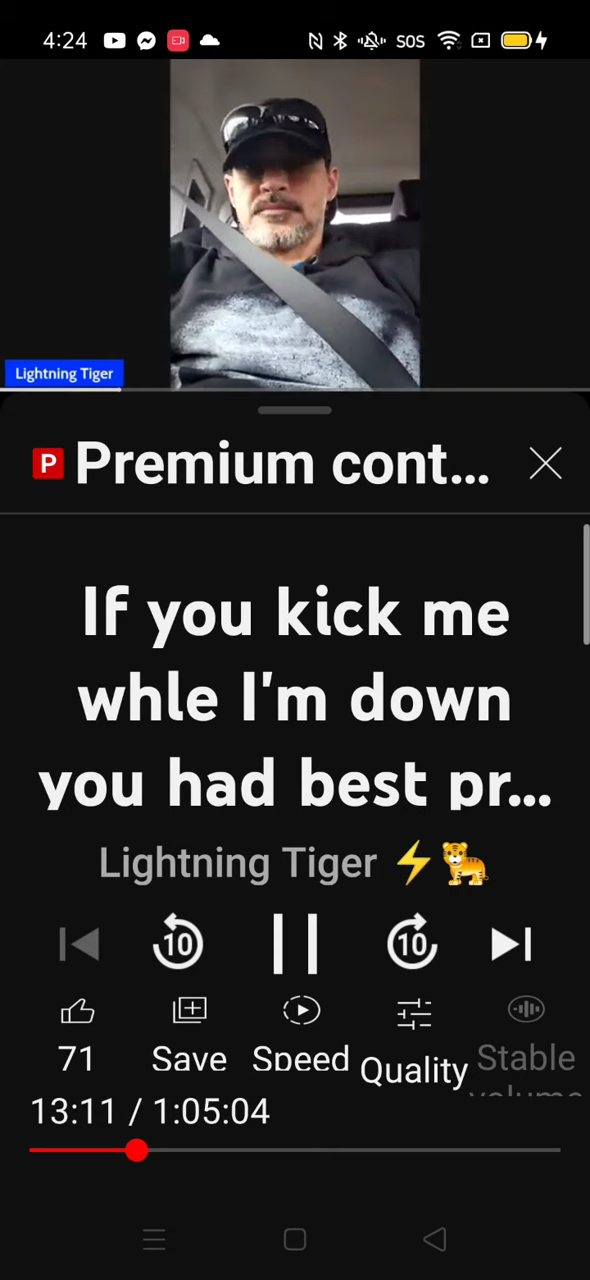 4:24 SOS
Lightning Tiger
P Premium cont...
If you kick me
whle I'm down
you had best pr...
Lightning Tiger ⚡🐅
10 10
71 Save Speed Quality Stable
volume
13:11 / 1:05:04